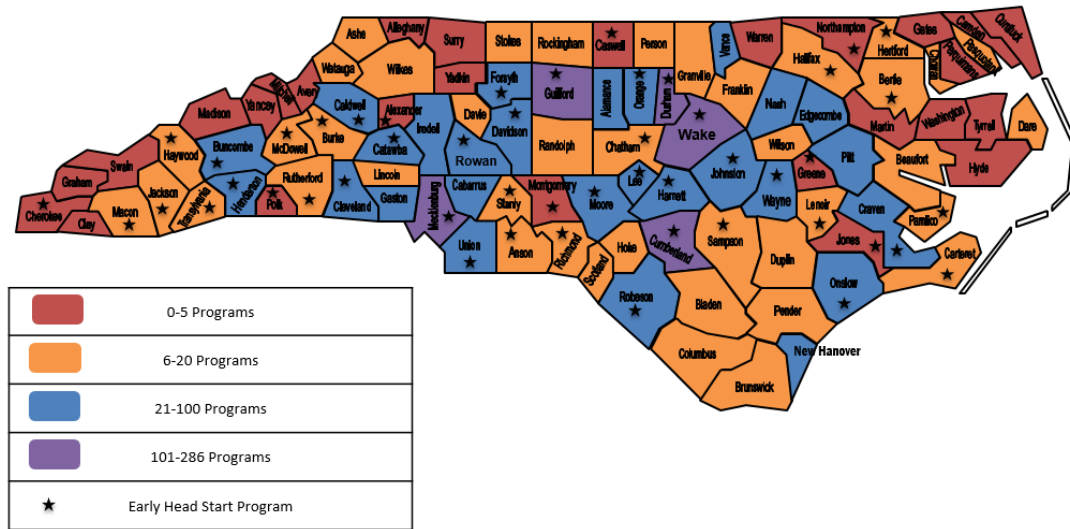 Ashe
Alleghany
Surry
Stokes
Rockingham
Caswell
Person
Vance
Warren
Northampton
Gates
Camden
Currituck
Hertford
Pasquotank
Perquimans
Chowan
Halifax
Bertie
Granville
Franklin
Watauga
Wilkes
Yadkin
Forsyth
Guilford
Alamance
Orange
Durham
Wake
Nash
Edgecombe
Martin
Washington
Tyrrell
Dare
Mitchell
Avery
Yancey
Madison
Caldwell
Alexander
Iredell
Davie
Davidson
Randolph
Chatham
Wilson
Pitt
Beaufort
Hyde
Burke
McDowell
Catawba
Rowan
Buncombe
Haywood
Swain
Graham
Cherokee
Clay
Macon
Jackson
Transylvania
Henderson
Polk
Rutherford
Cleveland
Lincoln
Gaston
Mecklenburg
Cabarrus
Stanly
Montgomery
Moore
Lee
Harnett
Johnston
Wayne
Greene
Lenoir
Craven
Pamlico
Carteret
Jones
Onslow
Duplin
Sampson
Cumberland
Hoke
Richmond
Scotland
Anson
Union
Robeson
Bladen
Pender
Columbus
Brunswick
New Hanover
0-5 Programs
6-20 Programs
21-100 Programs
101-286 Programs
Early Head Start Program